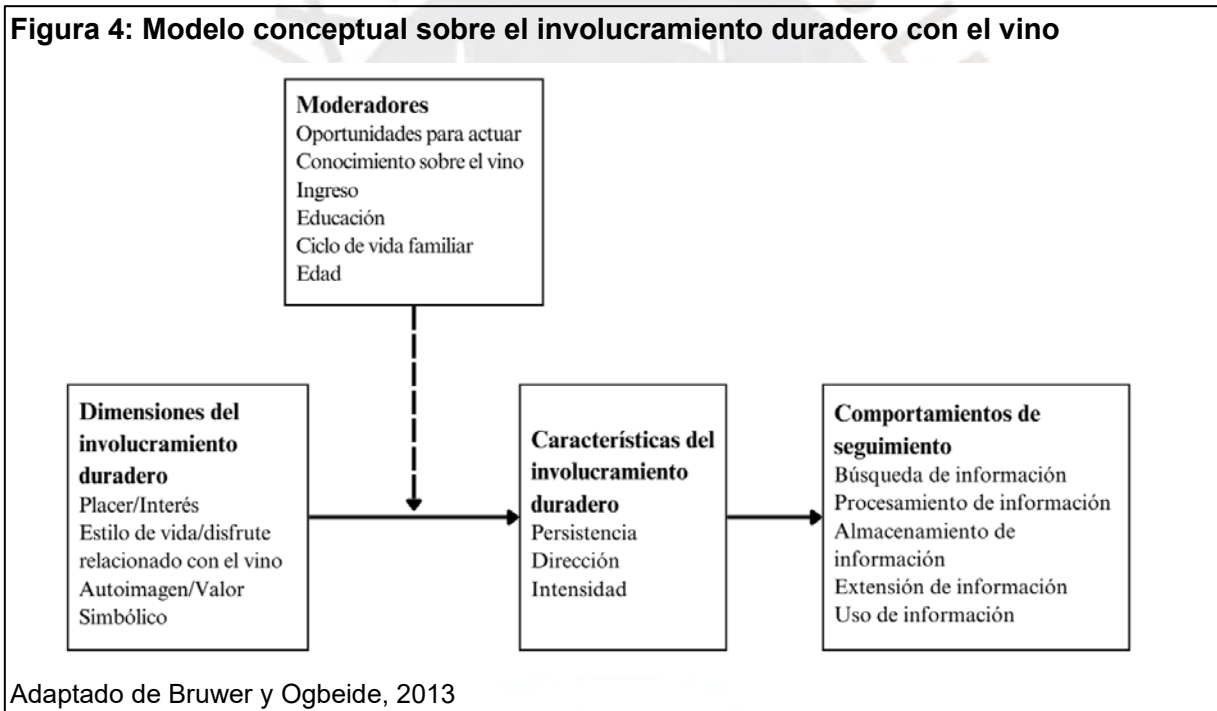 Figura 4: Modelo conceptual sobre el involucramiento duradero con el vino
Moderadores
Oportunidades para actuar
Conocimiento sobre el vino
Ingreso
Educación
Ciclo de vida familiar
Edad
Dimensiones del
involucramiento
duradero
Placer/Interés
Estilo de vida/disfrute
relacionado con el vino
Autoimagen/Valor
Simbólico
Características del
involucramiento
duradero
Persistencia
Dirección
Intensidad
Comportamientos de
seguimiento
Búsqueda de información
Procesamiento de información
Almacenamiento de
información
Extensión de información
Uso de información
Adaptado de Bruwer y Ogbeide, 2013